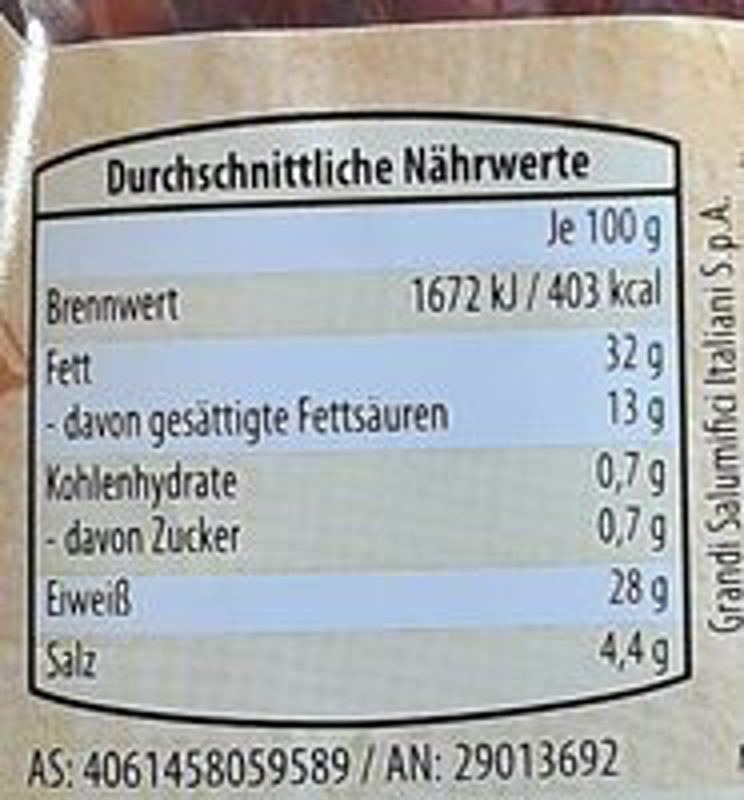 Durchschnittliche Nährwerte
Je 100 g
Brennwert 1672 kJ / 403 kcal
Fett 32 g
- davon gesättigte Fettsäuren 13 g
Kohlenhydrate 0,7 g
- davon Zucker 0,7 g
Eiweiß 28 g
Salz 4,4 g
AS: 4061458059589 / AN: 29013692
Grandi Salumifici Italiani S.p.A.